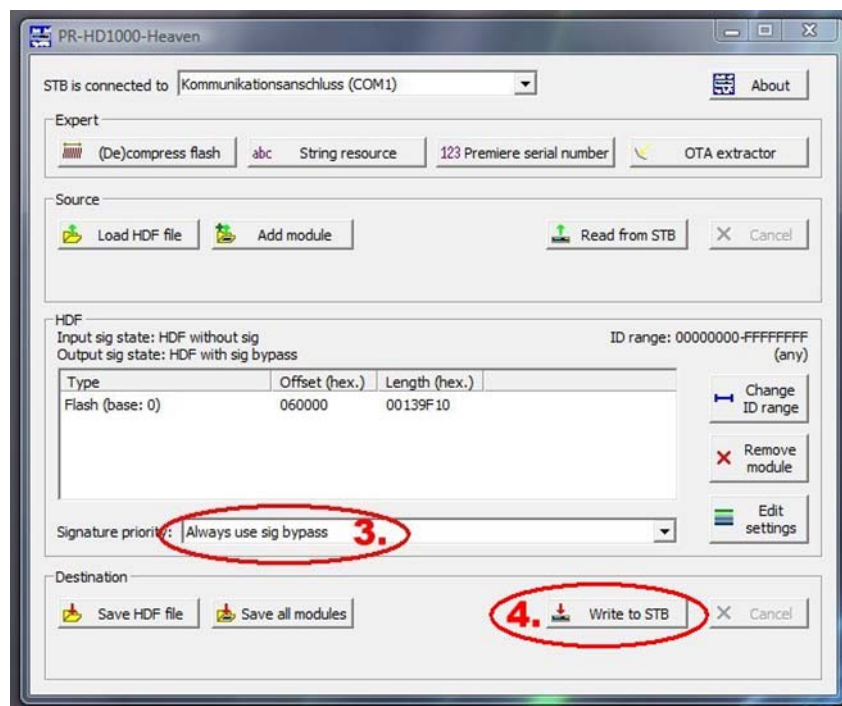 PR-HD1000-Heaven
STB is connected to Kommunikationsanschluss (COM1) About
Expert
(De)compress flash abc String resource 123 Premiere serial number OTA extractor
Source
Load HDF file Add module Read from STB Cancel
HDF
Input sig state: HDF without sig ID range: 00000000-FFFFFFFF
Output sig state: HDF with sig bypass (any)
Type Offset (hex.) Length (hex.)
Flash (base: 0) 060000 00139F10
Change
ID range
Remove
module
Edit
settings
Signature priority: Always use sig bypass 3.
Destination
Save HDF file Save all modules 4. Write to STB Cancel